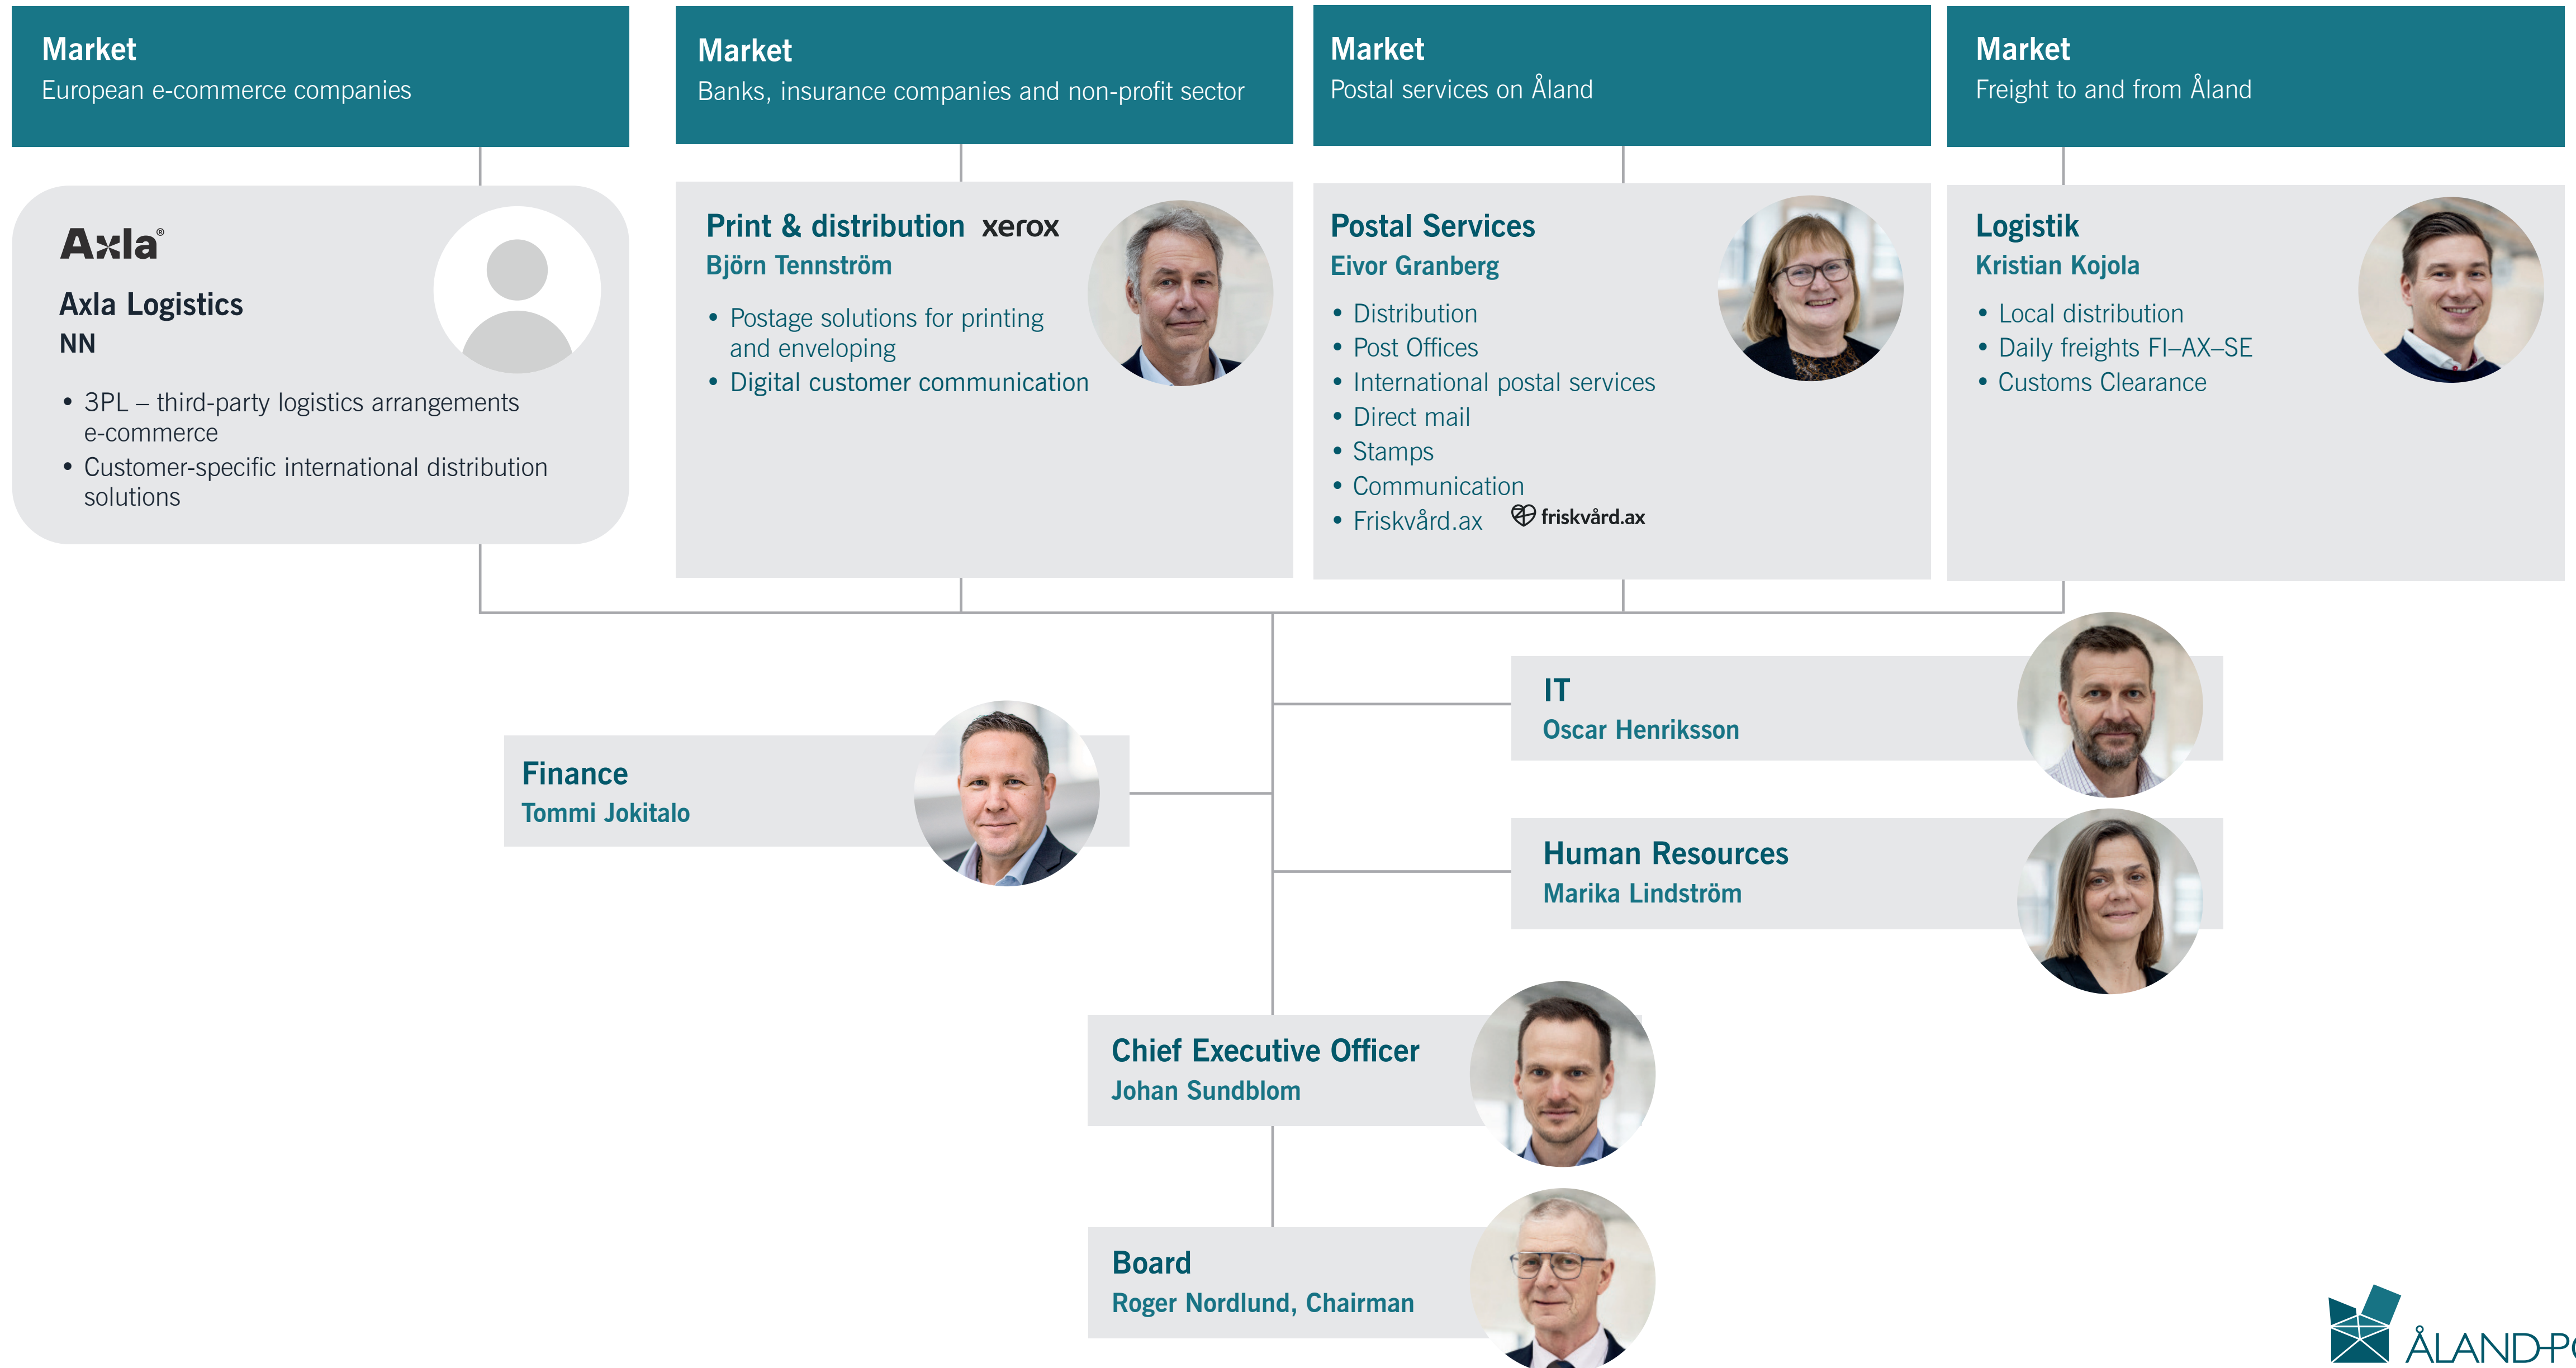 Market
European e-commerce companies
Axla®
Axla Logistics
NN
• 3PL – third-party logistics arrangements
e-commerce
• Customer-specific international distribution
solutions
Market
Banks, insurance companies and non-profit sector
Print & distribution xerox
Björn Tennström
• Postage solutions for printing
and enveloping
• Digital customer communication
Market
Postal services on Åland
Postal Services
Eivor Granberg
• Distribution
• Post Offices
• International postal services
• Direct mail
• Stamps
• Communication
• Friskvård.ax friskvård.ax
Market
Freight to and from Åland
Logistik
Kristian Kojola
• Local distribution
• Daily freights FI–AX–SE
• Customs Clearance
Finance
Tommi Jokitalo
IT
Oscar Henriksson
Human Resources
Marika Lindström
Chief Executive Officer
Johan Sundblom
Board
Roger Nordlund, Chairman
ÅLAND